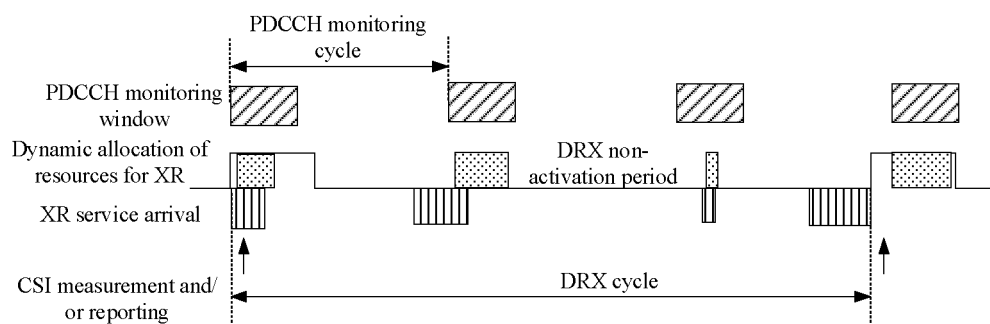 PDCCH monitoring
cycle
PDCCH monitoring
window
Dynamic allocation of
resources for XR
DRX non-
activation period
XR service arrival
CSI measurement and/
or reporting
DRX cycle